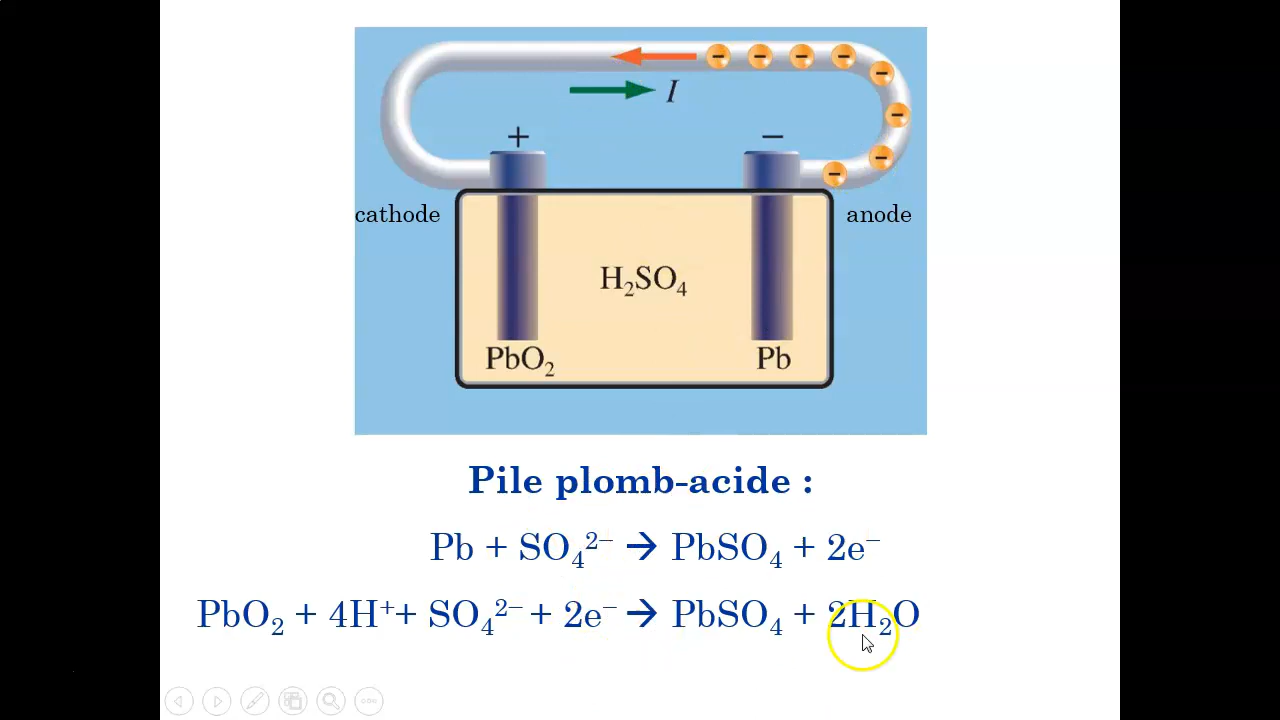 I
+ −
cathode anode
H₂SO₄
PbO₂ Pb
Pile plomb-acide :
Pb + SO₄²⁻ → PbSO₄ + 2e⁻
PbO₂ + 4H⁺+ SO₄²⁻ + 2e⁻ → PbSO₄ + 2H₂O